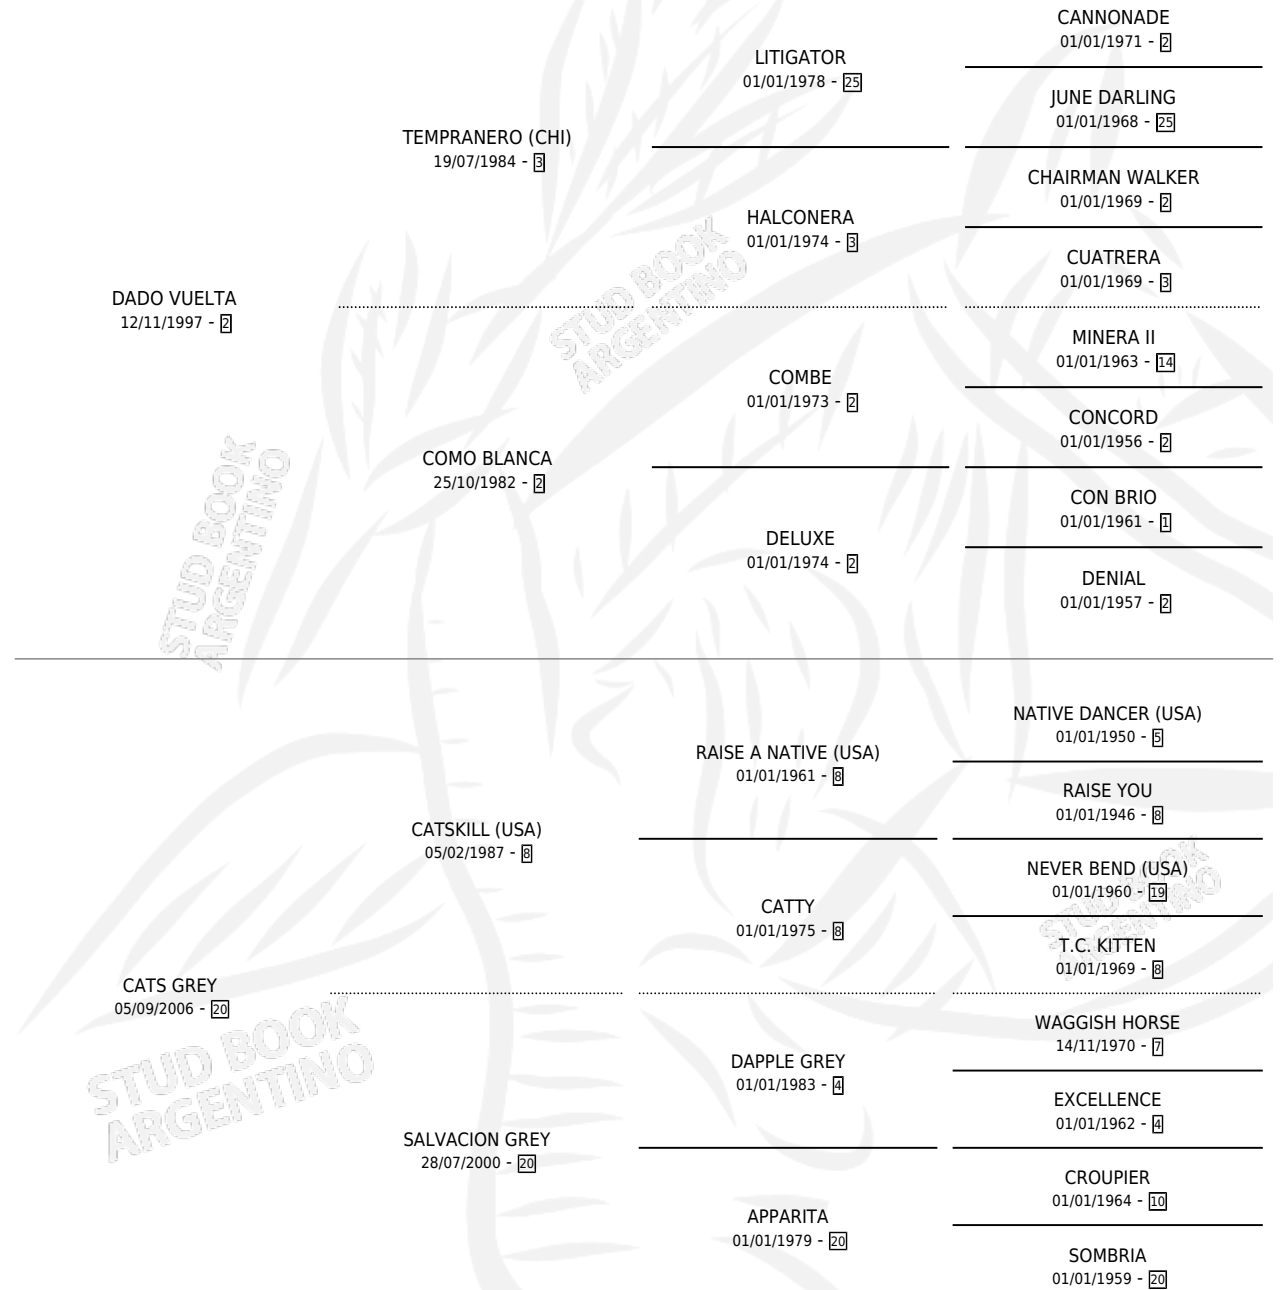 CANNONADE
01/01/1971 - 2
LITIGATOR
01/01/1978 - 25
JUNE DARLING
01/01/1968 - 25
TEMPRANERO (CHI)
19/07/1984 - 3
CHAIRMAN WALKER
01/01/1969 - 2
HALCONERA
01/01/1974 - 3
CUATRERA
01/01/1969 - 3
DADO VUELTA
12/11/1997 - 2
MINERA II
01/01/1963 - 14
COMBE
01/01/1973 - 2
CONCORD
01/01/1956 - 2
COMO BLANCA
25/10/1982 - 2
CON BRIO
01/01/1961 - 1
DELUXE
01/01/1974 - 2
DENIAL
01/01/1957 - 2
NATIVE DANCER (USA)
01/01/1950 - 5
RAISE A NATIVE (USA)
01/01/1961 - 8
RAISE YOU
01/01/1946 - 8
CATSKILL (USA)
05/02/1987 - 8
NEVER BEND (USA)
01/01/1960 - 19
CATTY
01/01/1975 - 8
T.C. KITTEN
01/01/1969 - 8
CATS GREY
05/09/2006 - 20
WAGGISH HORSE
14/11/1970 - 7
DAPPLE GREY
01/01/1983 - 4
EXCELLENCE
01/01/1962 - 4
SALVACION GREY
28/07/2000 - 20
CROUPIER
01/01/1964 - 10
APPARITA
01/01/1979 - 20
SOMBRIA
01/01/1959 - 20
STUD BOOK
ARGENTINO
STUD BOOK
ARGENTINO
STUD BOOK
ARGENTINO
STUD BOOK
ARGENTINO